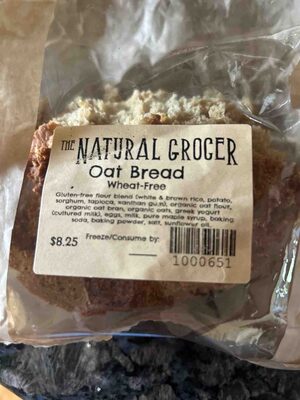 THE NATURAL GROCER
Oat Bread
Wheat-Free
Gluten-free flour blend (white & brown rice, potato,
sorghum, tapioca, xanthan gum), organic oat flour,
organic oat bran, organic oats, greek yogurt
(cultured milk), eggs, milk, pure maple syrup, baking
soda, baking powder, salt, sunflower oil.
$8.25 Freeze/Consume by:
1000651